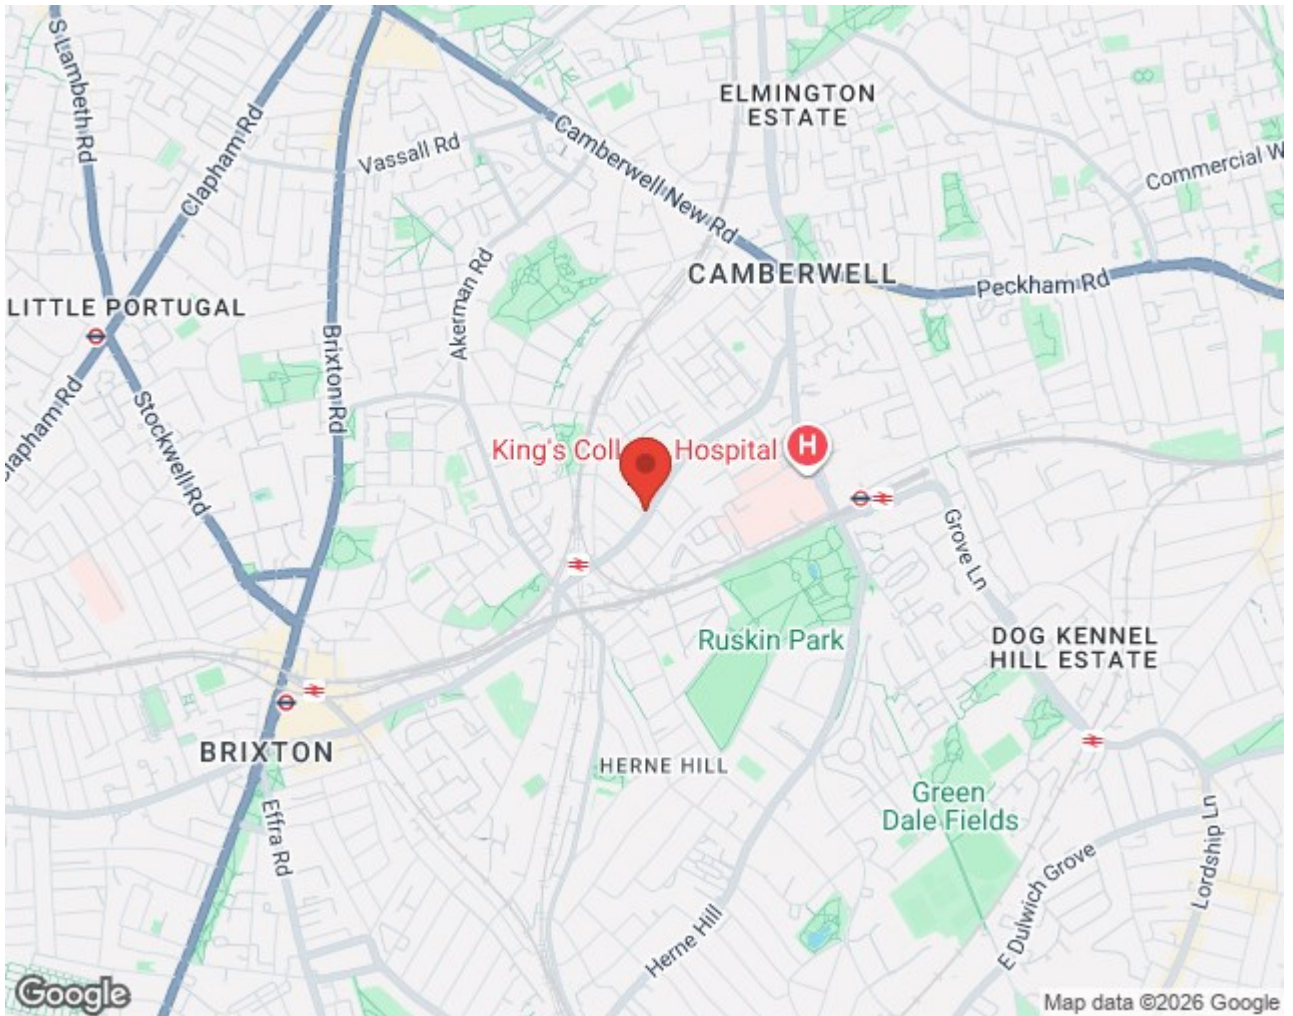 S Lambeth Rd
Clapham Rd
Vassall Rd
Camberwell New Rd
ELMINGTON
ESTATE
Commercial W
Akerman Rd
CAMBERWELL
Peckham Rd
LITTLE PORTUGAL
Brixton Rd
Clapham Rd
Stockwell Rd
King's Coll
Hospital
H
Grove Ln
Ruskin Park
DOG KENNEL
HILL ESTATE
BRIXTON
HERNE HILL
Green
Dale Fields
Effra Rd
Lordship Ln
E Dulwich Grove
Herne Hill
Google
Map data ©2026 Google